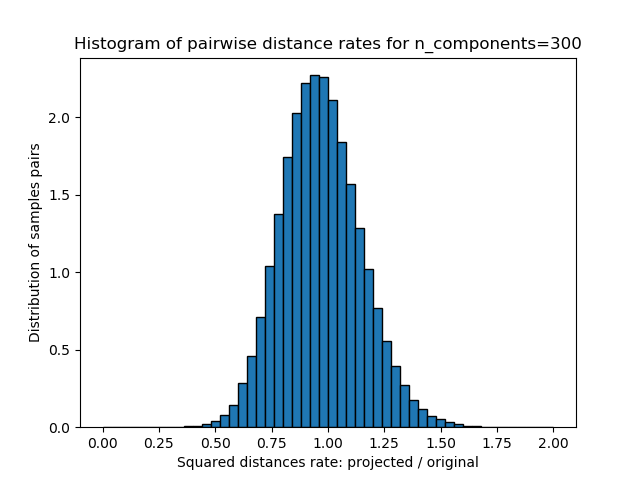 Histogram of pairwise distance rates for n_components=300
Distribution of samples pairs
2.0
1.5
1.0
0.5
0.0
0.00 0.25 0.50 0.75 1.00 1.25 1.50 1.75 2.00
Squared distances rate: projected / original